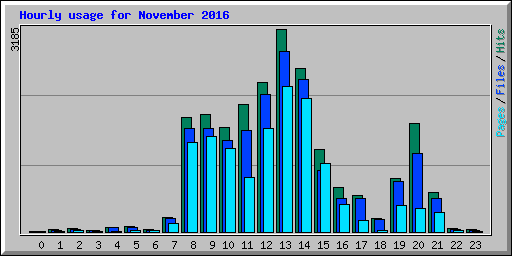 Hourly usage for November 2016
3185
Pages/Files/Hits
0 1 2 3 4 5 6 7 8 9 10 11 12 13 14 15 16 17 18 19 20 21 22 23